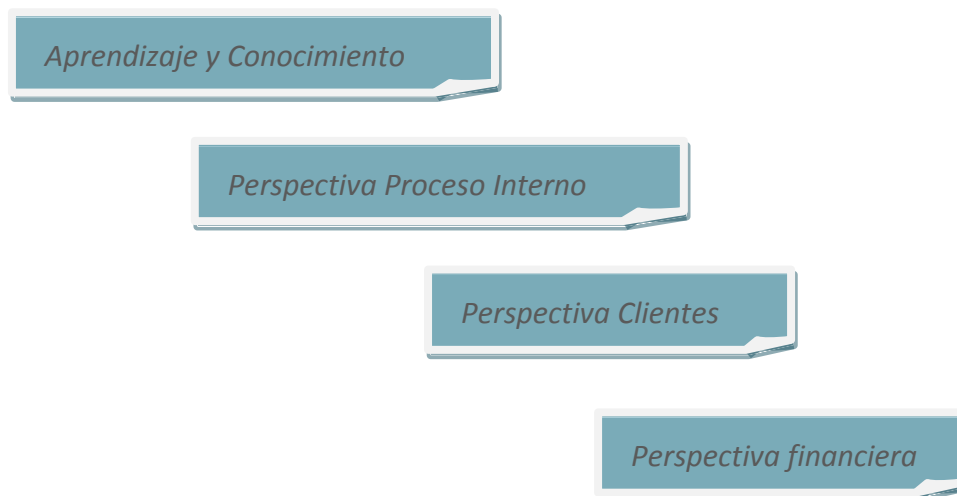 Aprendizaje y Conocimiento
Perspectiva Proceso Interno
Perspectiva Clientes
Perspectiva financiera